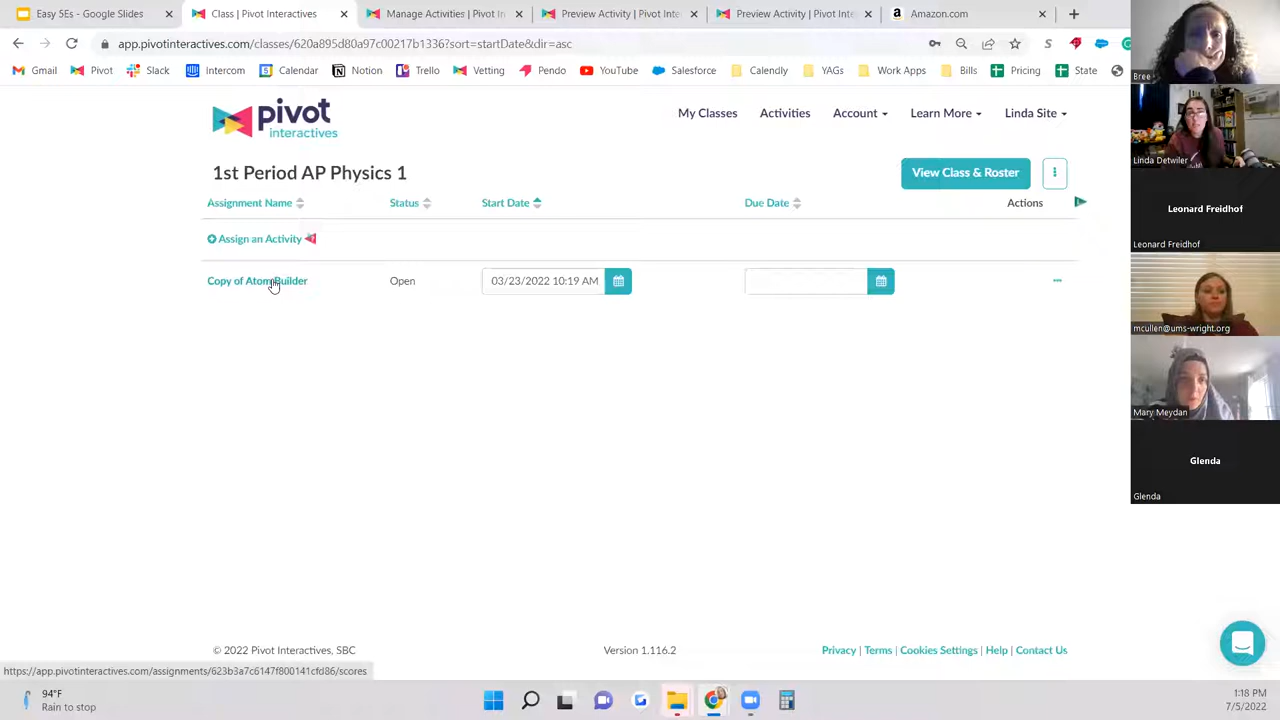 Easy SEs - Google Slides
Class | Pivot Interactives
Manage Activities | Pivot In
Preview Activity | Pivot Inte
Preview Activity | Pivot Inter
Amazon.com
app.pivotinteractives.com/classes/620a895d80a97c00217b1036?sort=startDate&dir=asc
Gmail
Pivot
Slack
Intercom
Calendar
Notion
Trello
Vetting
Pendo
YouTube
Salesforce
Calendly
YAGs
Work Apps
Bills
Pricing
State
pivot
interactives
My Classes
Activities
Account
Learn More
Linda Site
1st Period AP Physics 1
View Class & Roster
Assignment Name
Status
Start Date
Due Date
Actions
Assign an Activity
Copy of Atom Builder
Open
03/23/2022 10:19 AM
© 2022 Pivot Interactives, SBC
Version 1.116.2
Privacy | Terms | Cookies Settings | Help | Contact Us
https://app.pivotinteractives.com/assignments/623b3a7c6147f800141cfd86/scores
94°F
Rain to stop
1:18 PM
7/5/2022
Bree
Linda Detwiler
Leonard Freidhof
Leonard Freidhof
mcullen@ums-wright.org
Mary Meydan
Glenda
Glenda